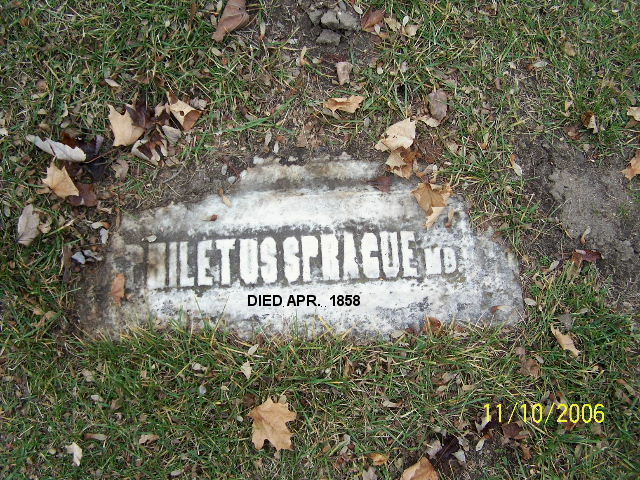 PHILETUS SPRAGUE MD.
DIED APR. 1858
11/10/2006